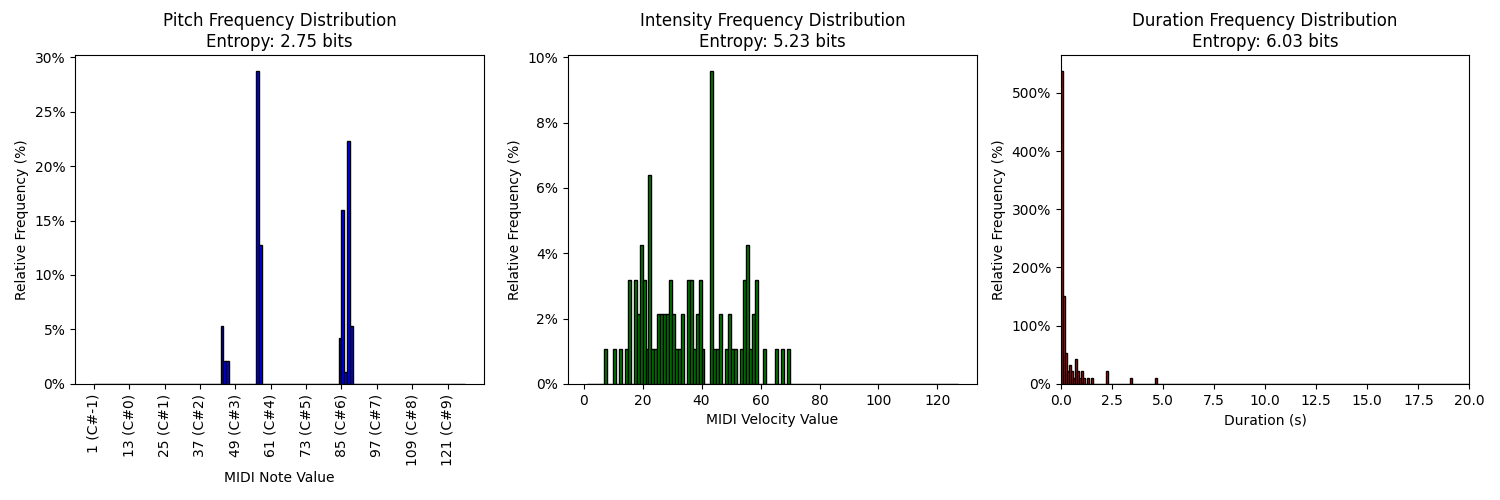 Pitch Frequency Distribution
Entropy: 2.75 bits
30%
25%
20%
15%
10%
5%
0%
Relative Frequency (%)
1 (C#-1)
13 (C#0)
25 (C#1)
37 (C#2)
49 (C#3)
61 (C#4)
73 (C#5)
85 (C#6)
97 (C#7)
109 (C#8)
121 (C#9)
MIDI Note Value
Intensity Frequency Distribution
Entropy: 5.23 bits
10%
8%
6%
4%
2%
0%
Relative Frequency (%)
0 20 40 60 80 100 120
MIDI Velocity Value
Duration Frequency Distribution
Entropy: 6.03 bits
500%
400%
300%
200%
100%
0%
Relative Frequency (%)
0.0 2.5 5.0 7.5 10.0 12.5 15.0 17.5 20.0
Duration (s)